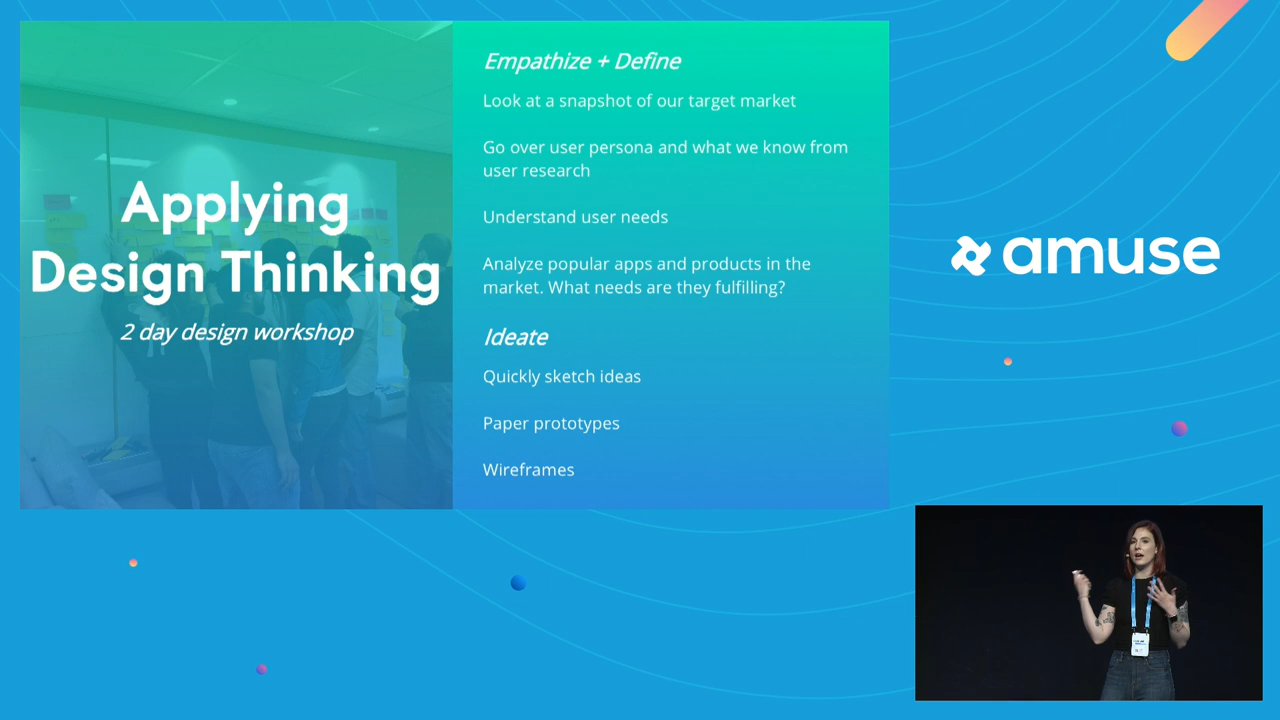 Applying
Design Thinking
2 day design workshop
Empathize + Define
Look at a snapshot of our target market
Go over user persona and what we know from
user research
Understand user needs
Analyze popular apps and products in the
market. What needs are they fulfilling?
Ideate
Quickly sketch ideas
Paper prototypes
Wireframes
amuse